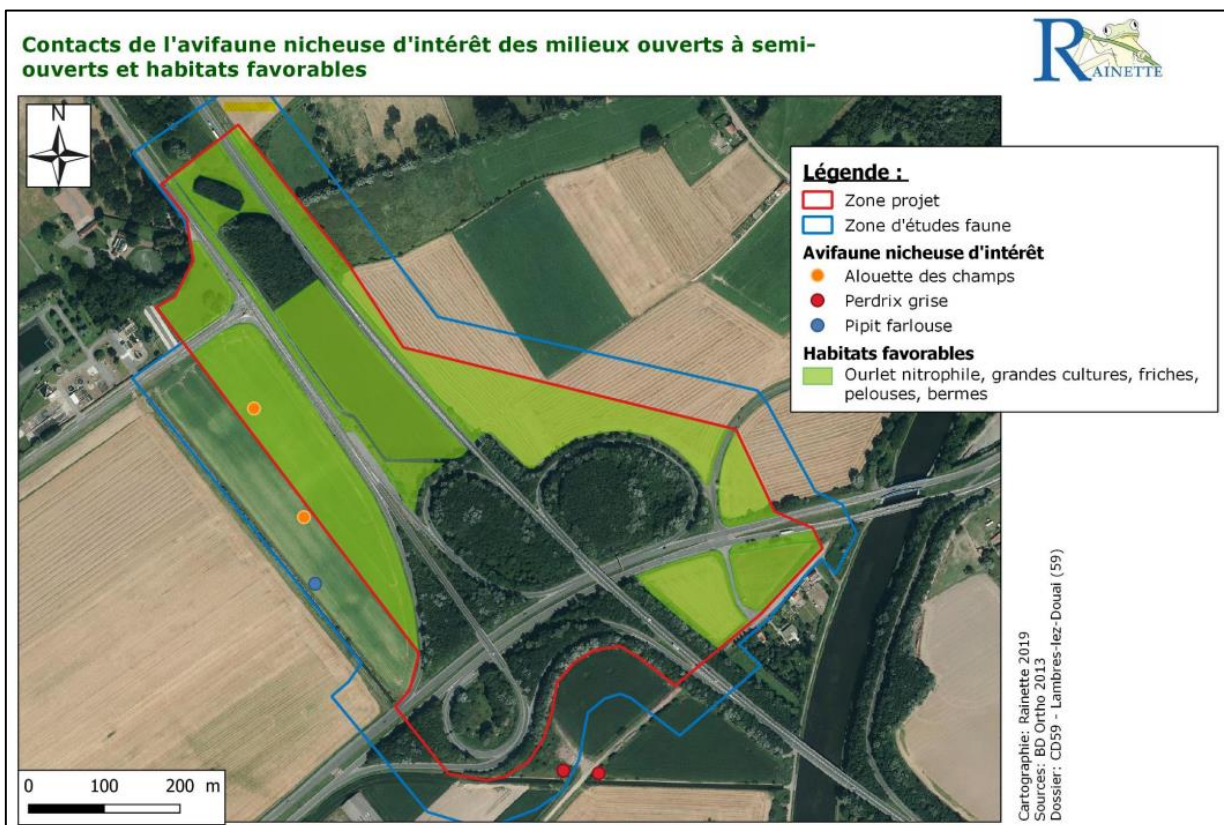 Contacts de l'avifaune nicheuse d'intérêt des milieux ouverts à semi-
ouverts et habitats favorables
RAINETTE
N
Légende :
Zone projet
Zone d'études faune
Avifaune nicheuse d'intérêt
Alouette des champs
Perdrix grise
Pipit farlouse
Habitats favorables
Ourlet nitrophile, grandes cultures, friches,
pelouses, bermes
0 100 200 m
Cartographie: Rainette 2019
Sources: BD Ortho 2013
Dossier: CD59 - Lambres-lez-Douai (59)